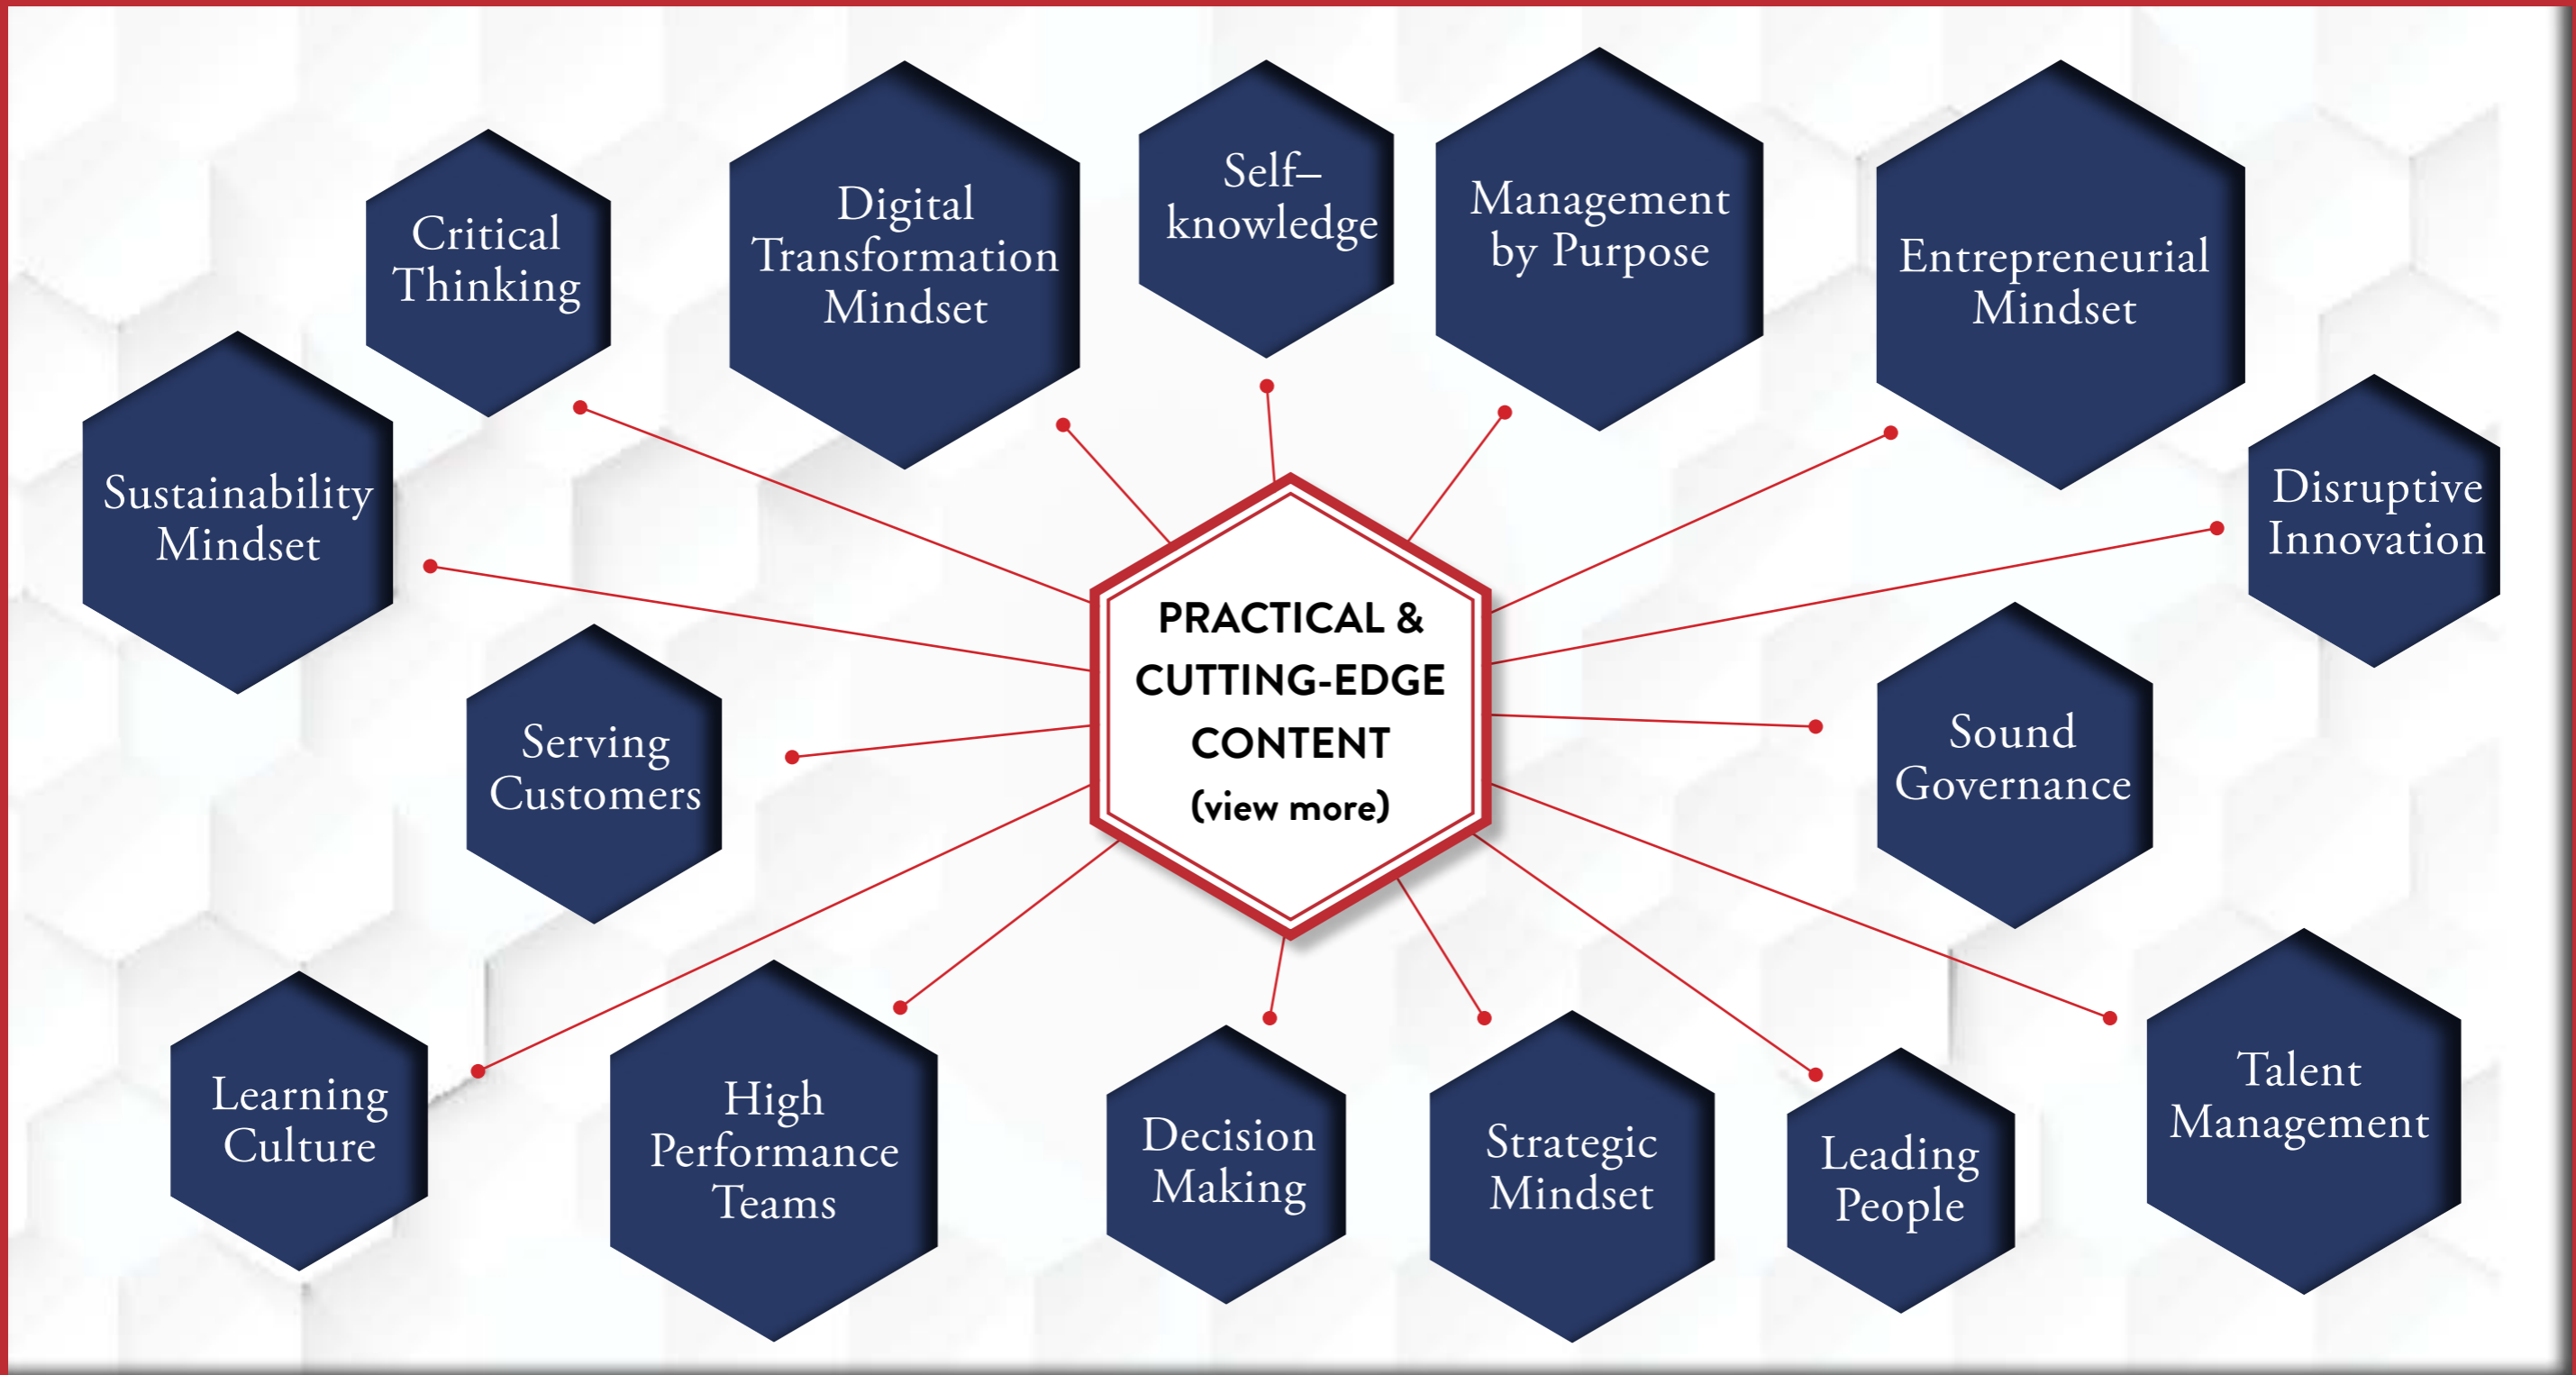 Critical
Thinking
Digital
Transformation
Mindset
Self–
knowledge
Management
by Purpose
Entrepreneurial
Mindset
Sustainability
Mindset
Disruptive
Innovation
PRACTICAL &
CUTTING-EDGE
CONTENT
(view more)
Serving
Customers
Sound
Governance
Learning
Culture
High
Performance
Teams
Decision
Making
Strategic
Mindset
Leading
People
Talent
Management